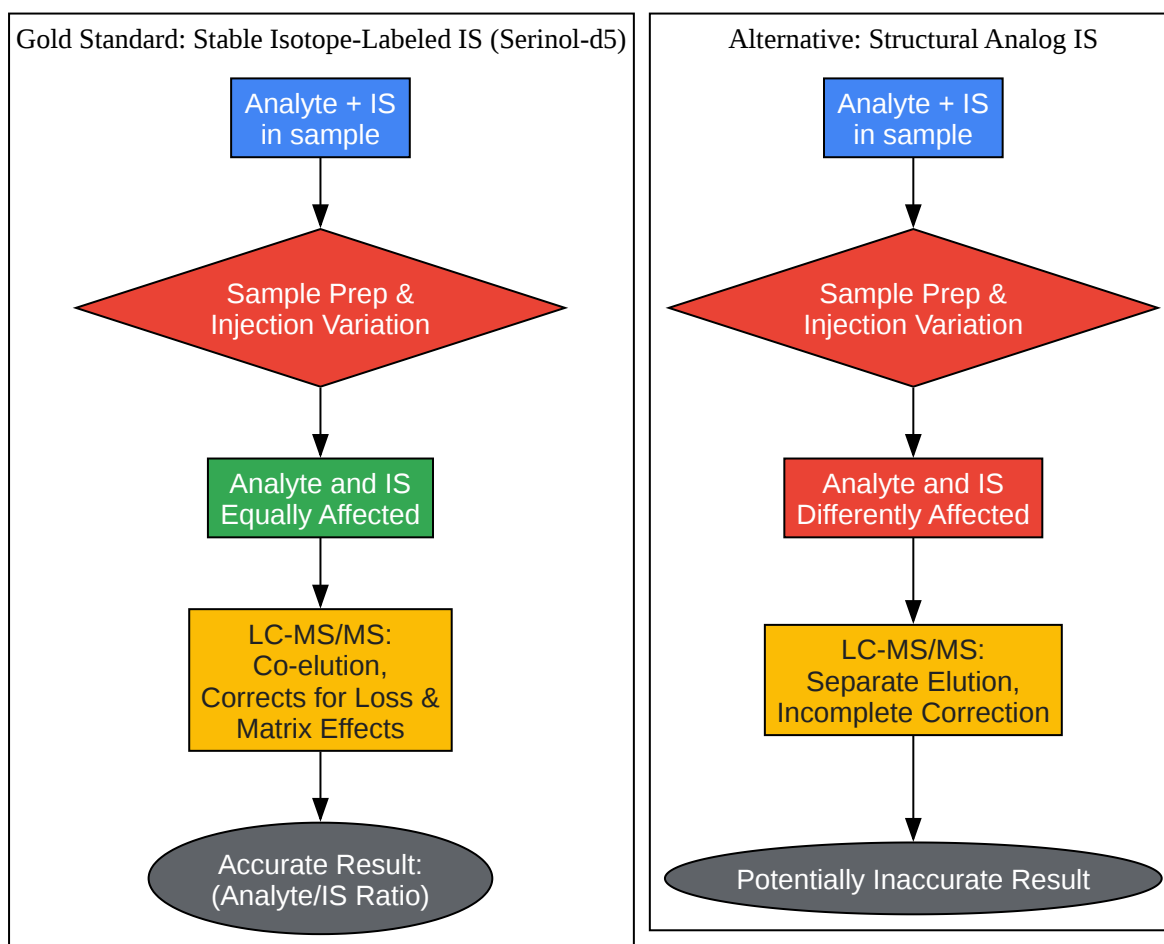 Gold Standard: Stable Isotope-Labeled IS (Serinol-d5)
Analyte + IS
in sample
Sample Prep &
Injection Variation
Analyte and IS
Equally Affected
LC-MS/MS:
Co-elution,
Corrects for Loss &
Matrix Effects
Accurate Result:
(Analyte/IS Ratio)
Alternative: Structural Analog IS
Analyte + IS
in sample
Sample Prep &
Injection Variation
Analyte and IS
Differently Affected
LC-MS/MS:
Separate Elution,
Incomplete Correction
Potentially Inaccurate Result